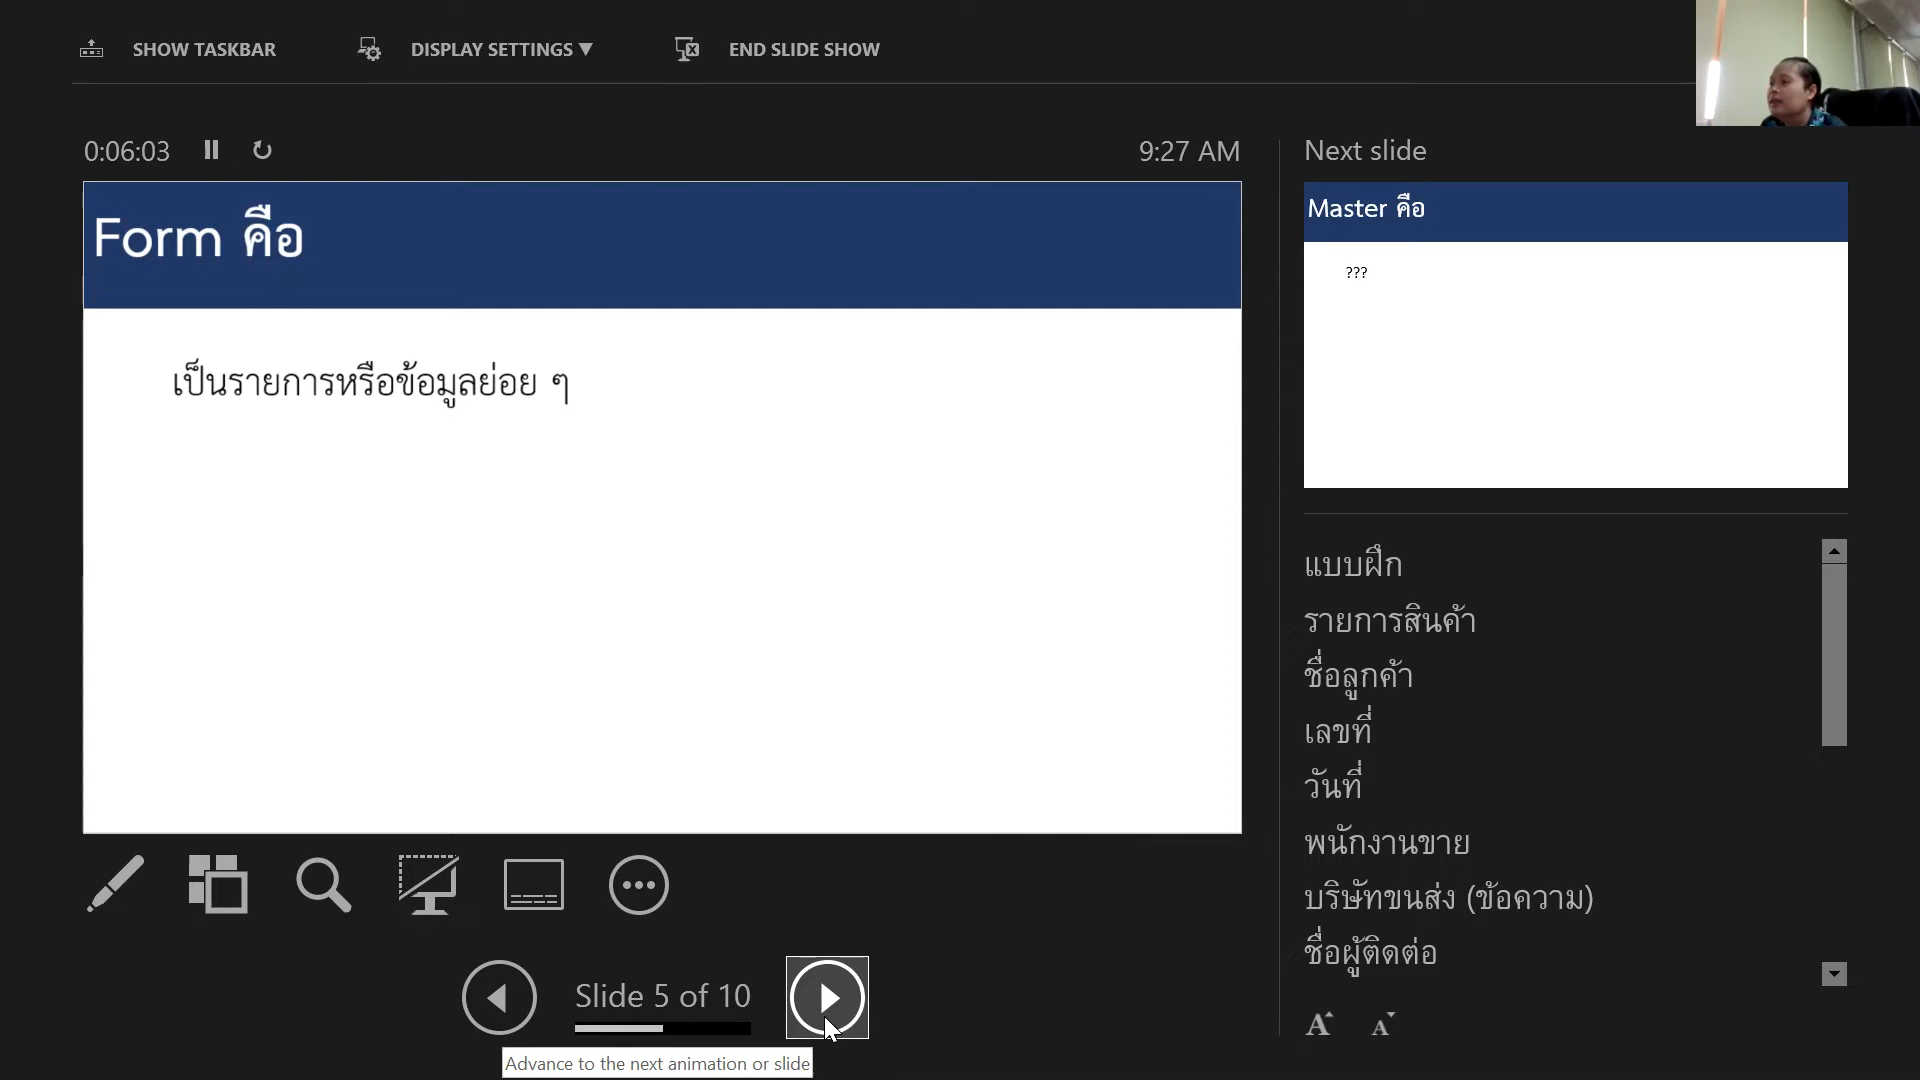 SHOW TASKBAR
DISPLAY SETTINGS ▼
END SLIDE SHOW
0:06:03
9:27 AM
Form คือ
เป็นรายการหรือข้อมูลย่อย ๆ
Slide 5 of 10
Advance to the next animation or slide
Next slide
Master คือ
???
แบบฝึก
รายการสินค้า
ชื่อลูกค้า
เลขที่
วันที่
พนักงานขาย
บริษัทขนส่ง (ข้อความ)
ชื่อผู้ติดต่อ
A A